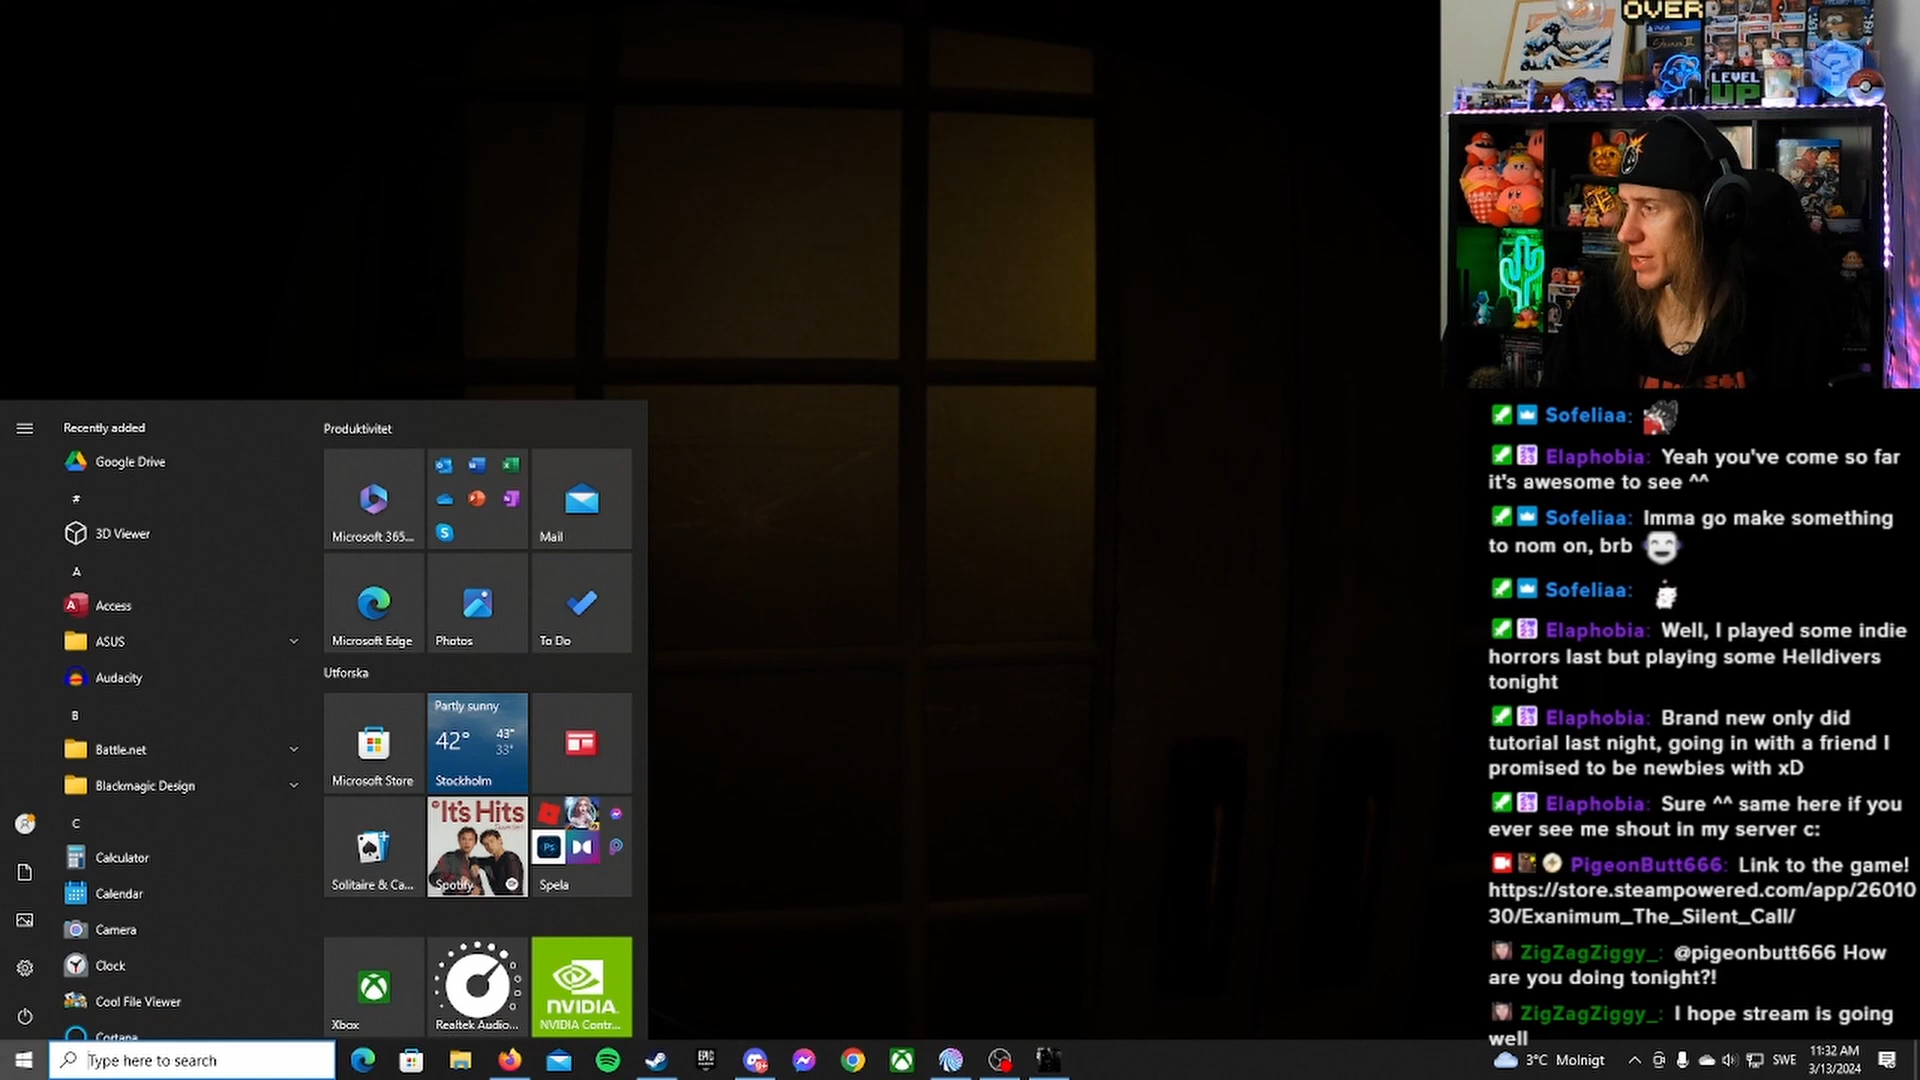 OVER
LEVEL
UP
Recently added
Google Drive
#
3D Viewer
A
Access
ASUS
Audacity
B
Battle.net
Blackmagic Design
C
Calculator
Calendar
Camera
Clock
Cool File Viewer
Cortana
Produktivitet
Microsoft 365...
Mail
Microsoft Edge
Photos
To Do
Utforska
Microsoft Store
Partly sunny
42° 43°
33°
Stockholm
Solitaire & Ca...
It's Hits
Spotify
Ps
Spela
Xbox
Realtek Audio...
NVIDIA.
NVIDIA Contr...
Sofeliaa:
Elaphobia: Yeah you've come so far
it's awesome to see ^^
Sofeliaa: Imma go make something
to nom on, brb
Sofeliaa:
Elaphobia: Well, I played some indie
horrors last but playing some Helldivers
tonight
Elaphobia: Brand new only did
tutorial last night, going in with a friend I
promised to be newbies with xD
Elaphobia: Sure ^^ same here if you
ever see me shout in my server c:
PigeonButt666: Link to the game!
https://store.steampowered.com/app/26010
30/Exanimum_The_Silent_Call/
ZigZagZiggy_: @pigeonbutt666 How
are you doing tonight?!
ZigZagZiggy_: I hope stream is going
well
Type here to search
EPIC
9+
3°C Molnigt
SWE
11:32 AM
3/13/2024